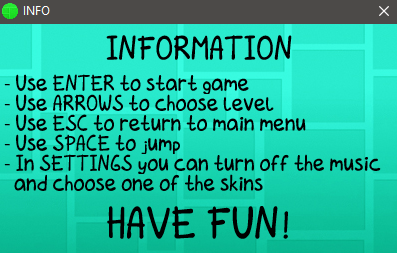 INFO
INFORMATION
- Use ENTER to start game
- Use ARROWS to choose level
- Use ESC to return to main menu
- Use SPACE to jump
- In SETTINGS you can turn off the music
and choose one of the skins
HAVE FUN!